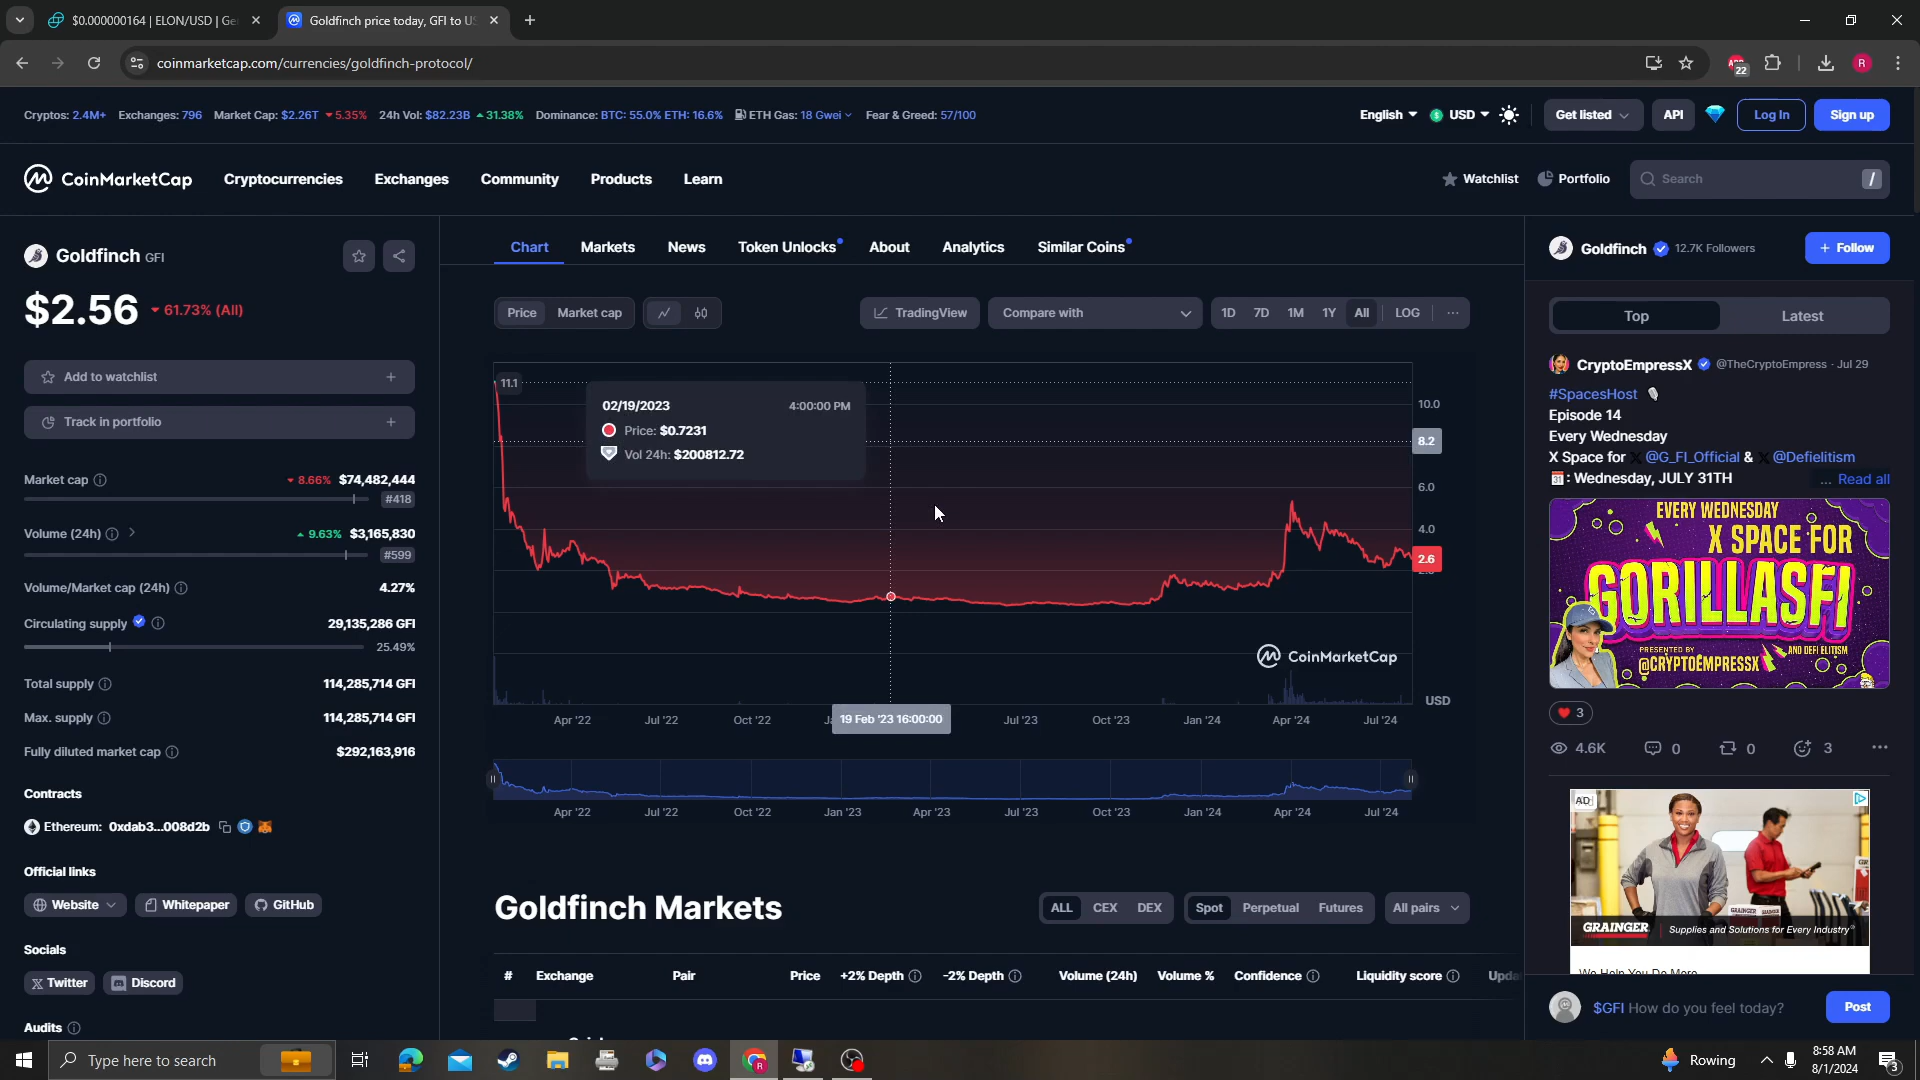 $0.000000164 | ELON/USD | Ge
Goldfinch price today, GFI to US
coinmarketcap.com/currencies/goldfinch-protocol/
22
R
Cryptos: 2.4M+ Exchanges: 796 Market Cap: $2.26T 5.35% 24h Vol: $82.23B 31.38% Dominance: BTC: 55.0% ETH: 16.6% ETH Gas: 18 Gwei Fear & Greed: 57/100
English USD Get listed API Log In Sign up
CoinMarketCap Cryptocurrencies Exchanges Community Products Learn
Watchlist Portfolio Search /
Goldfinch GFI
$2.56 61.73% (All)
Add to watchlist +
Track in portfolio +
Market cap 8.66% $74,482,444
#418
Volume (24h) 9.63% $3,165,830
#599
Volume/Market cap (24h) 4.27%
Circulating supply 29,135,286 GFI
25.49%
Total supply 114,285,714 GFI
Max. supply 114,285,714 GFI
Fully diluted market cap $292,163,916
Contracts
Ethereum: 0xdab3...008d2b
Official links
Website Whitepaper GitHub
Socials
Twitter Discord
Audits
Chart Markets News Token Unlocks About Analytics Similar Coins
Price Market cap
TradingView Compare with 1D 7D 1M 1Y All LOG ...
11.1
02/19/2023 4:00:00 PM
Price: $0.7231
Vol 24h: $200812.72
10.0
8.2
6.0
4.0
2.6
CoinMarketCap
USD
Apr '22 Jul '22 Oct '22 19 Feb '23 16:00:00 Jul '23 Oct '23 Jan '24 Apr '24 Jul '24
Apr '22 Jul '22 Oct '22 Jan '23 Apr '23 Jul '23 Oct '23 Jan '24 Apr '24 Jul '24
Goldfinch Markets
ALL CEX DEX Spot Perpetual Futures All pairs
# Exchange Pair Price +2% Depth -2% Depth Volume (24h) Volume % Confidence Liquidity score Upda
Goldfinch 12.7K Followers + Follow
Top Latest
CryptoEmpressX @TheCryptoEmpress · Jul 29
#SpacesHost
Episode 14
Every Wednesday
X Space for @G_FI_Official & @Defielitism
: Wednesday, JULY 31TH ... Read all
EVERY WEDNESDAY
X SPACE FOR
GORILLASFI
PRESENTED BY
@CRYPTOEMPRESSX AND DEFI ELITISM
3
4.6K 0 0 3 ...
AD
GRAINGER Supplies and Solutions for Every Industry
We Help You Do More
$GFI How do you feel today? Post
Type here to search
Rowing
8:58 AM
8/1/2024
3